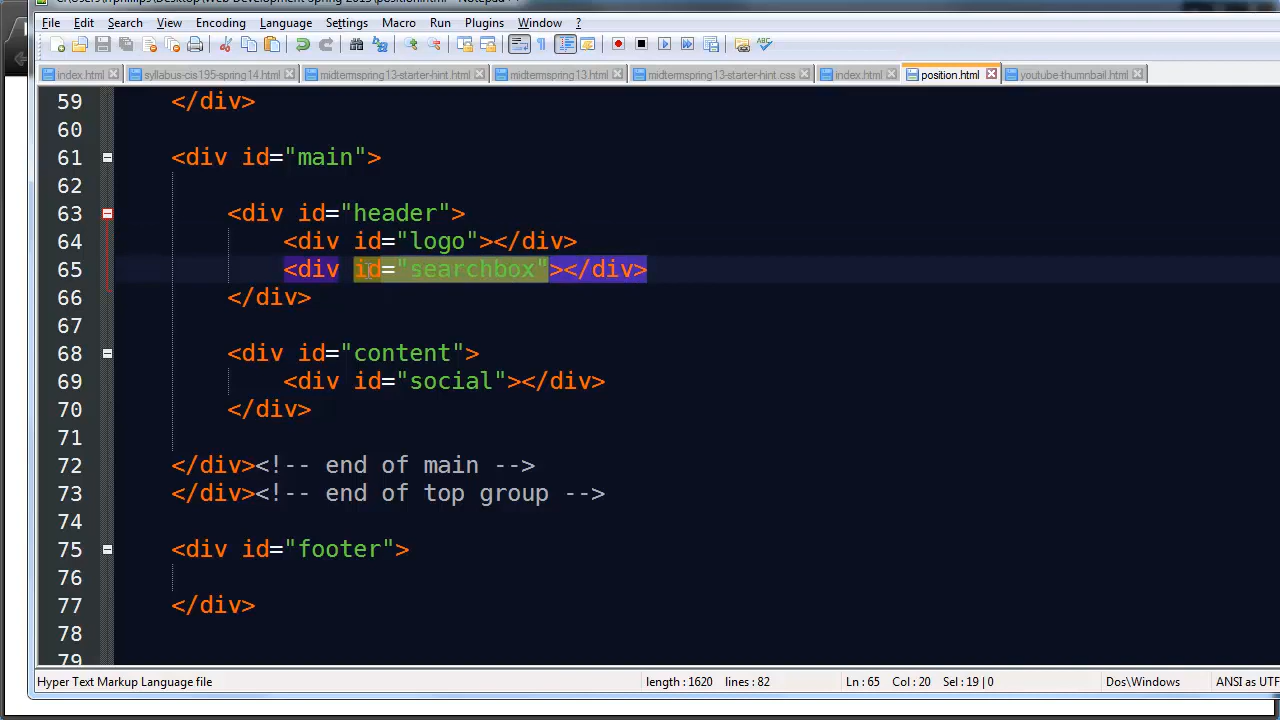 File Edit Search View Encoding Language Settings Macro Run Plugins Window ?
index.html syllabus-cis195-spring14.html midtermspring13-starter-hint.html midtermspring13.html midtermspring13-starter-hint.css index.html position.html youtube-thumnbail.html
59 </div>
60
61 <div id="main">
62
63 <div id="header">
64 <div id="logo"></div>
65 <div id="searchbox"></div>
66 </div>
67
68 <div id="content">
69 <div id="social"></div>
70 </div>
71
72 </div><!-- end of main -->
73 </div><!-- end of top group -->
74
75 <div id="footer">
76
77 </div>
78
79
Hyper Text Markup Language file length : 1620 lines : 82 Ln : 65 Col : 20 Sel : 19 | 0 Dos\Windows ANSI as UTF